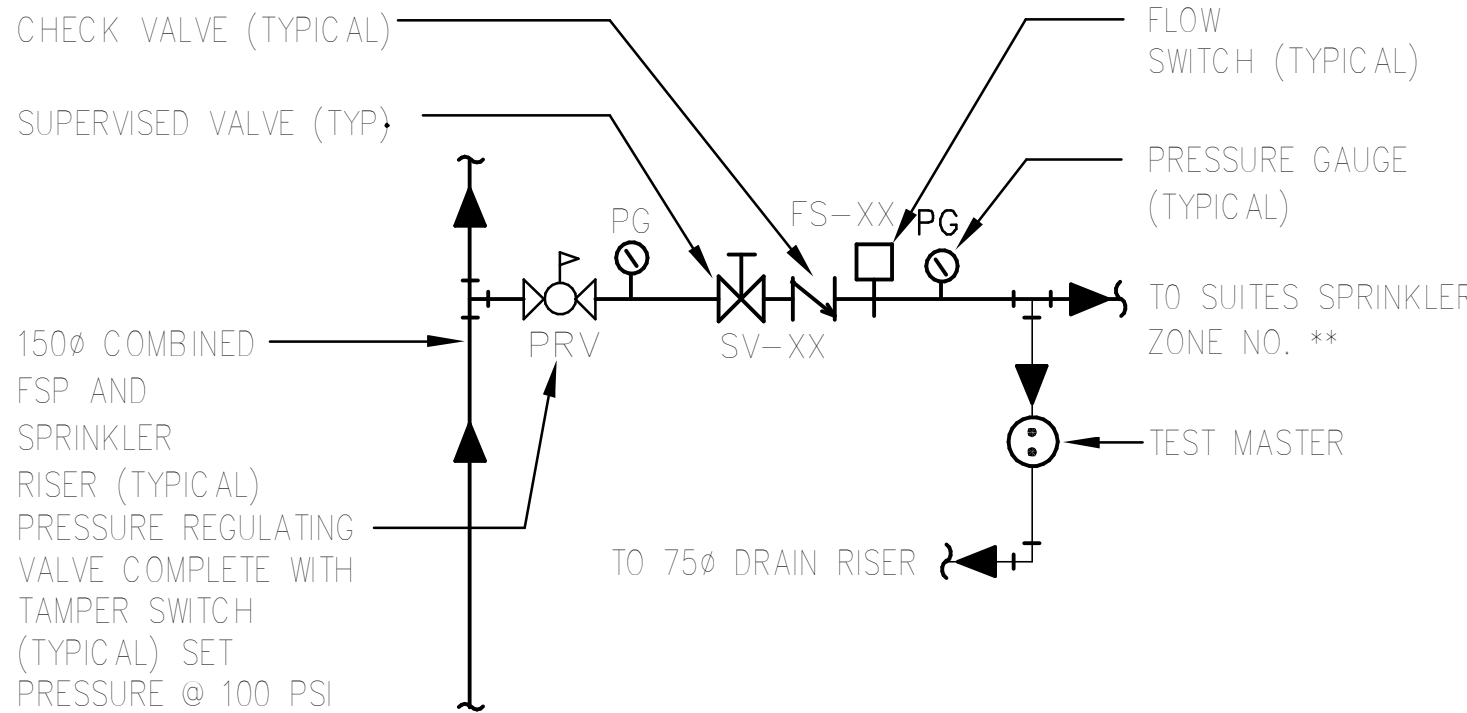 CHECK VALVE (TYPICAL)
SUPERVISED VALVE (TYP).
150ø COMBINED
FSP AND
SPRINKLER
RISER (TYPICAL)
PRESSURE REGULATING
VALVE COMPLETE WITH
TAMPER SWITCH
(TYPICAL) SET
PRESSURE @ 100 PSI
PG
PRV
SV-XX
FS-XX
PG
FLOW
SWITCH (TYPICAL)
PRESSURE GAUGE
(TYPICAL)
TO SUITES SPRINKLER
ZONE NO. **
TEST MASTER
TO 75ø DRAIN RISER